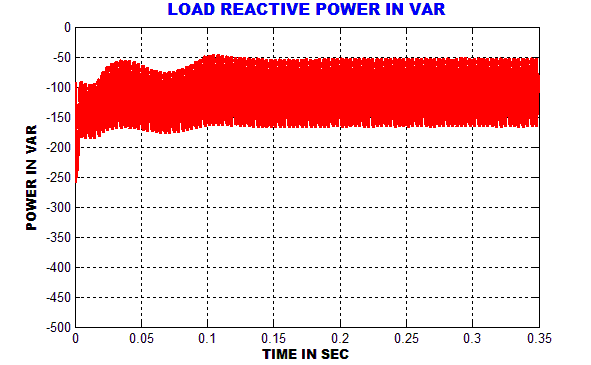 LOAD REACTIVE POWER IN VAR
POWER IN VAR
0
-50
-100
-150
-200
-250
-300
-350
-400
-450
-500
0 0.05 0.1 0.15 0.2 0.25 0.3 0.35
TIME IN SEC